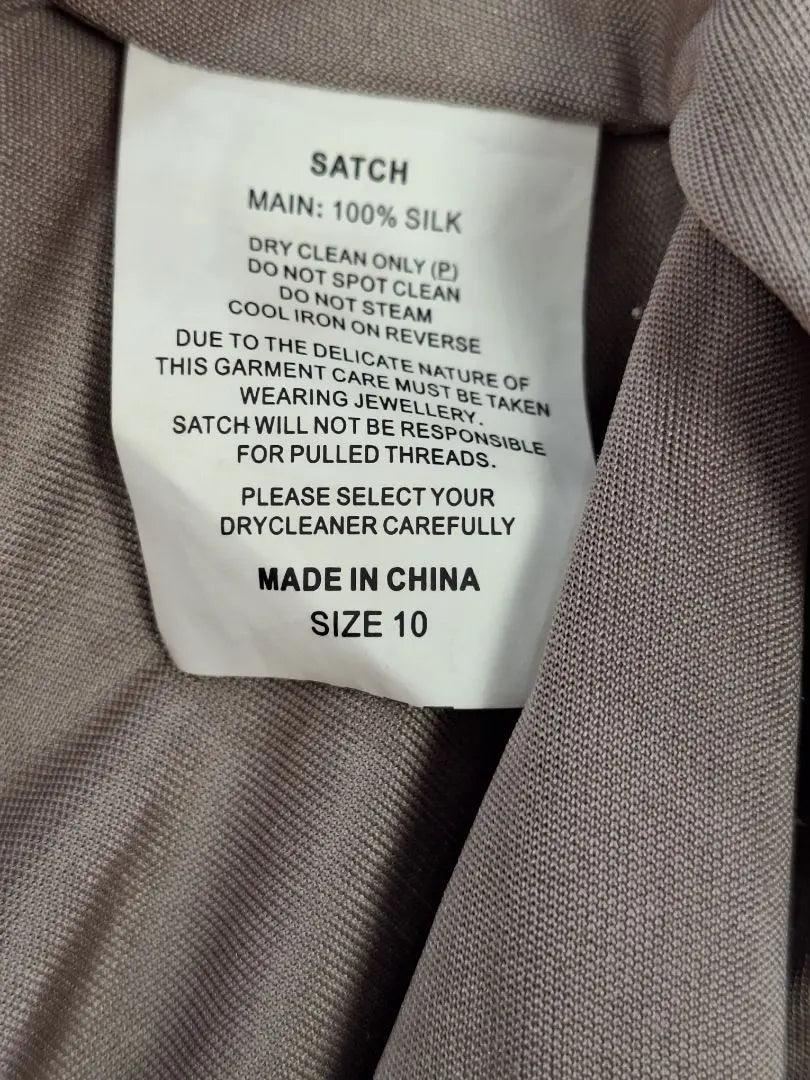 SATCH
MAIN: 100% SILK
DRY CLEAN ONLY (P)
DO NOT SPOT CLEAN
DO NOT STEAM
COOL IRON ON REVERSE
DUE TO THE DELICATE NATURE OF
THIS GARMENT CARE MUST BE TAKEN
WEARING JEWELLERY.
SATCH WILL NOT BE RESPONSIBLE
FOR PULLED THREADS.
PLEASE SELECT YOUR
DRYCLEANER CAREFULLY
MADE IN CHINA
SIZE 10